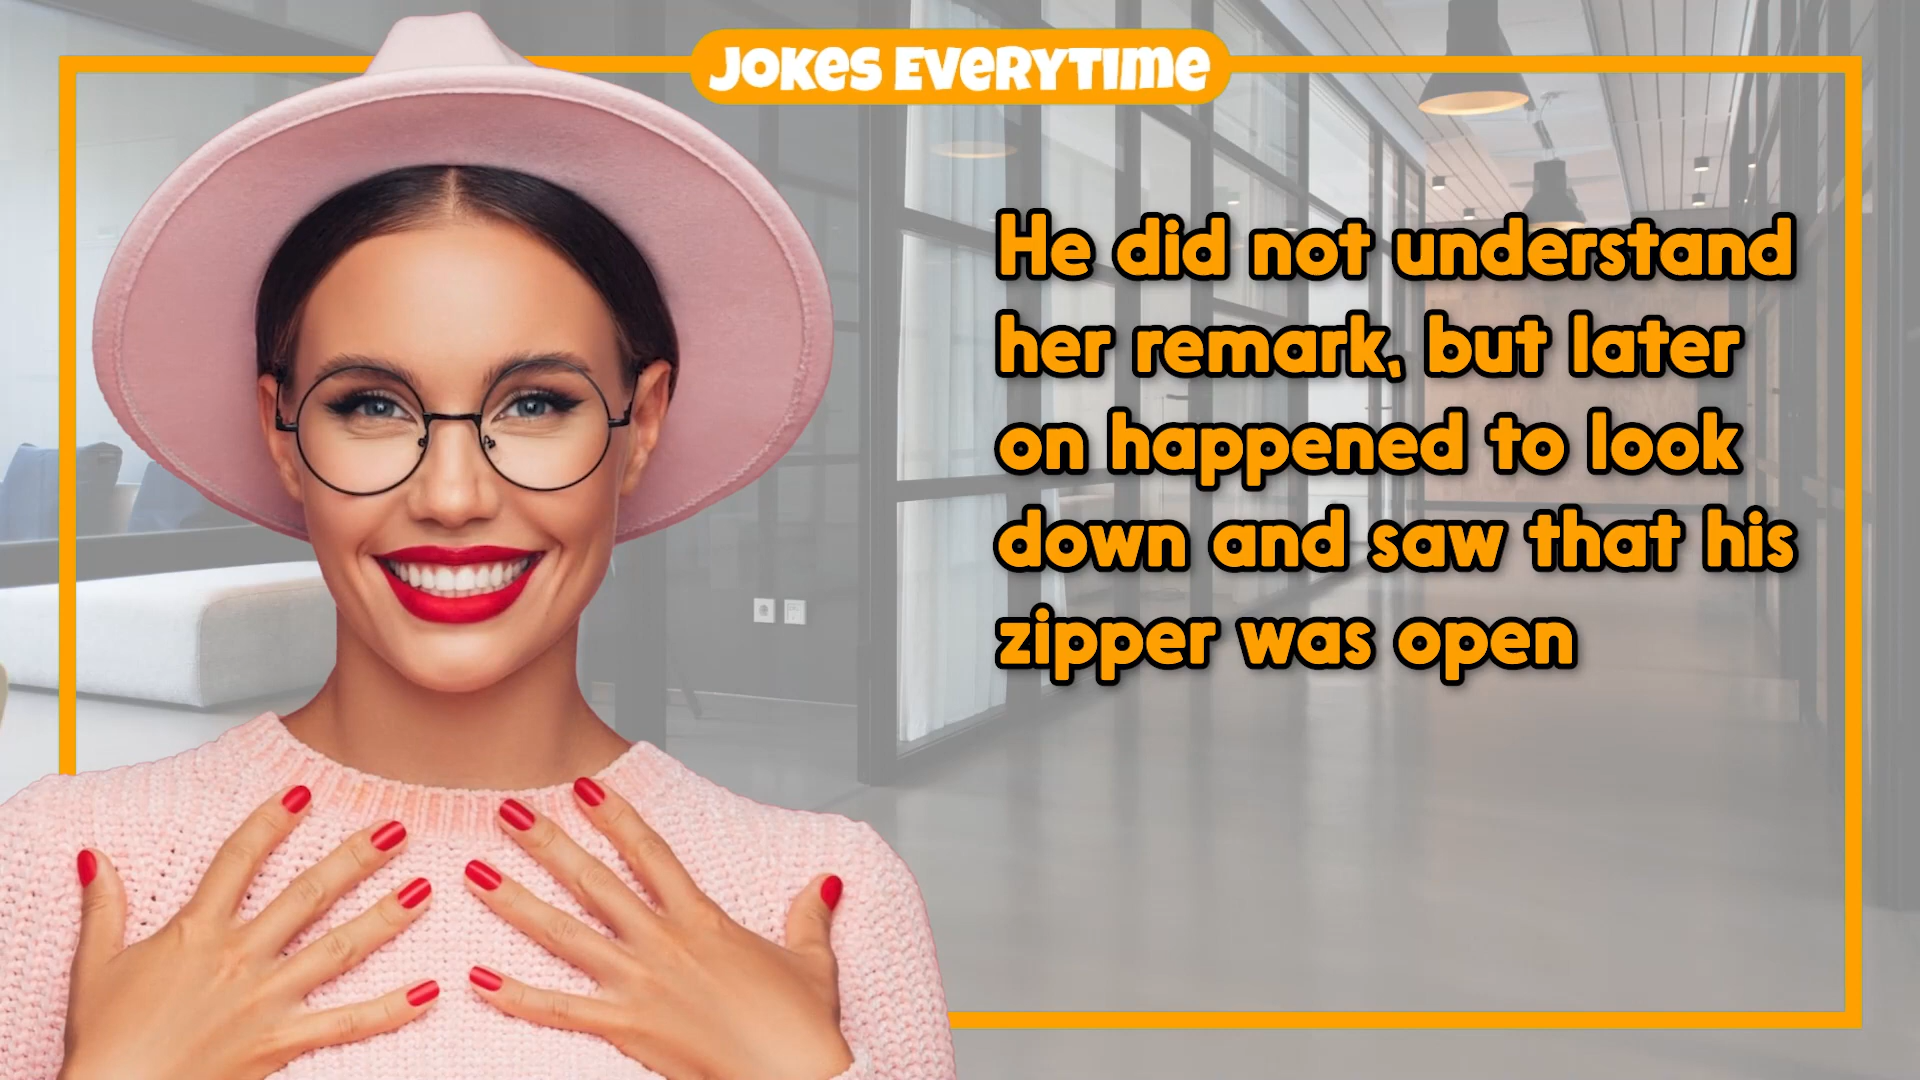 Jokes Everytime
He did not understand
her remark, but later
on happened to look
down and saw that his
zipper was open